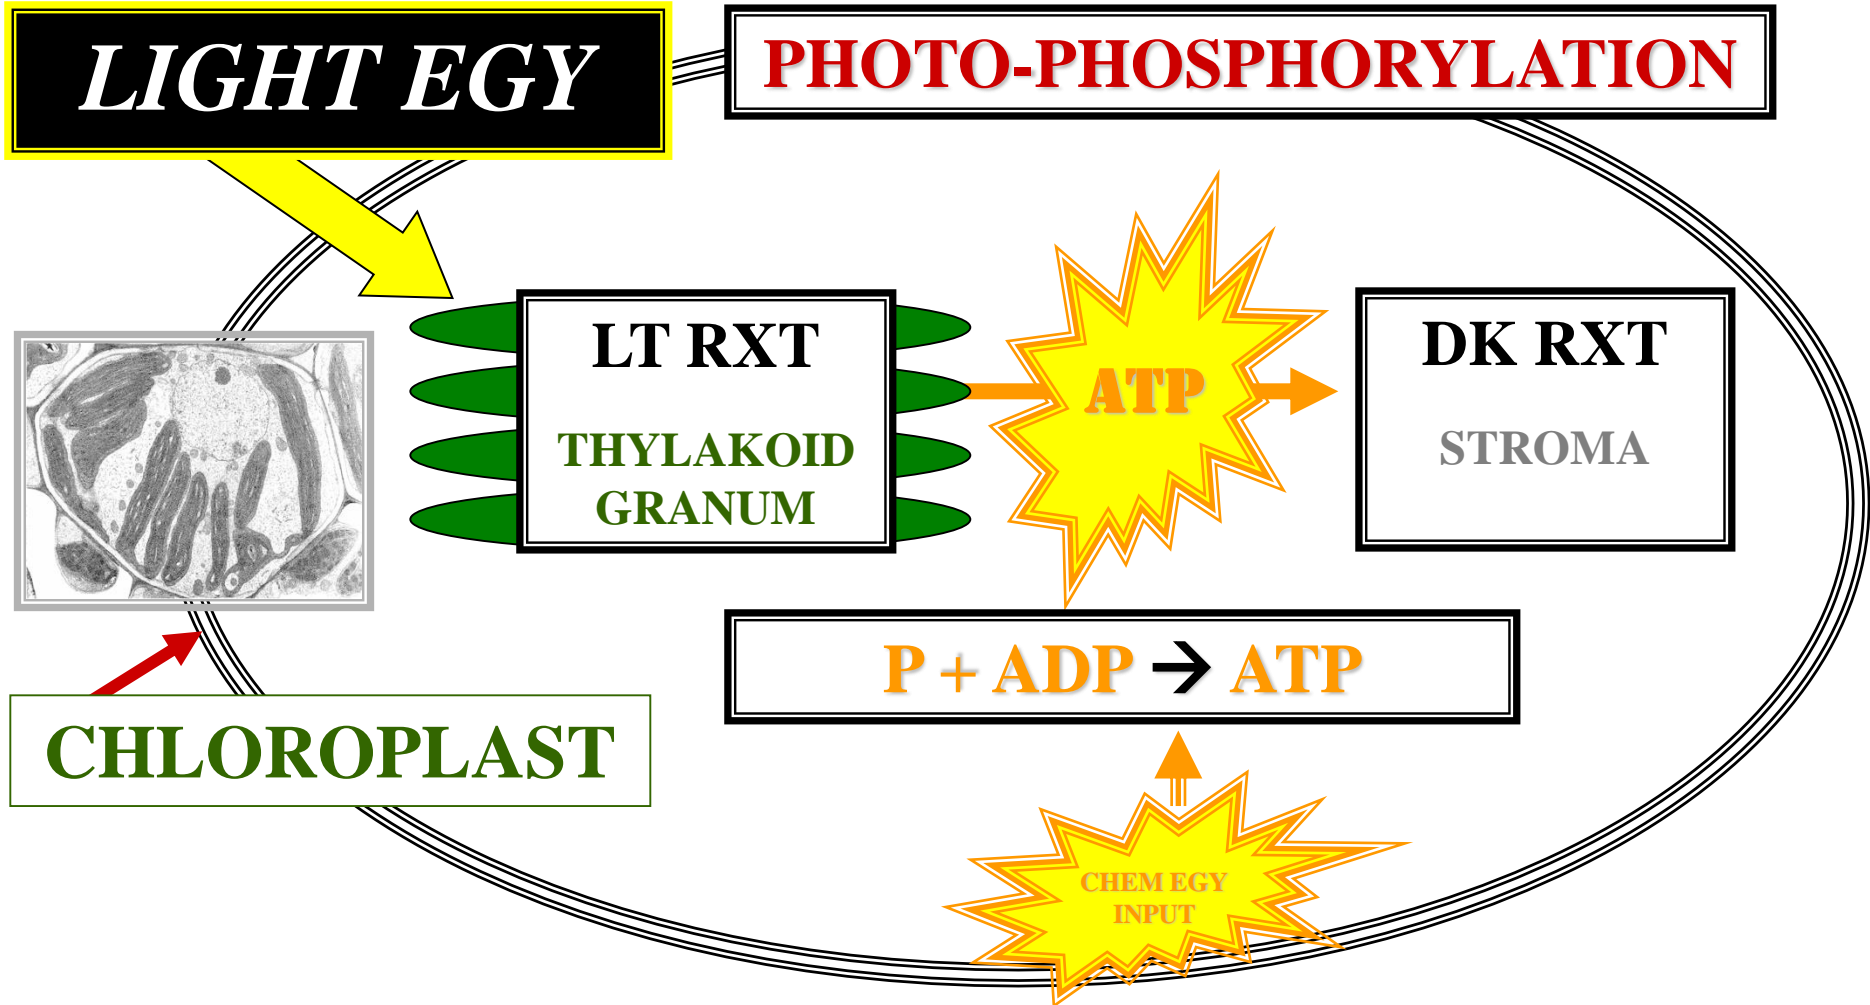 LIGHT EGY
PHOTO-PHOSPHORYLATION
LT RXT
THYLAKOID
GRANUM
ATP
DK RXT
STROMA
P + ADP → ATP
CHLOROPLAST
CHEM EGY
INPUT